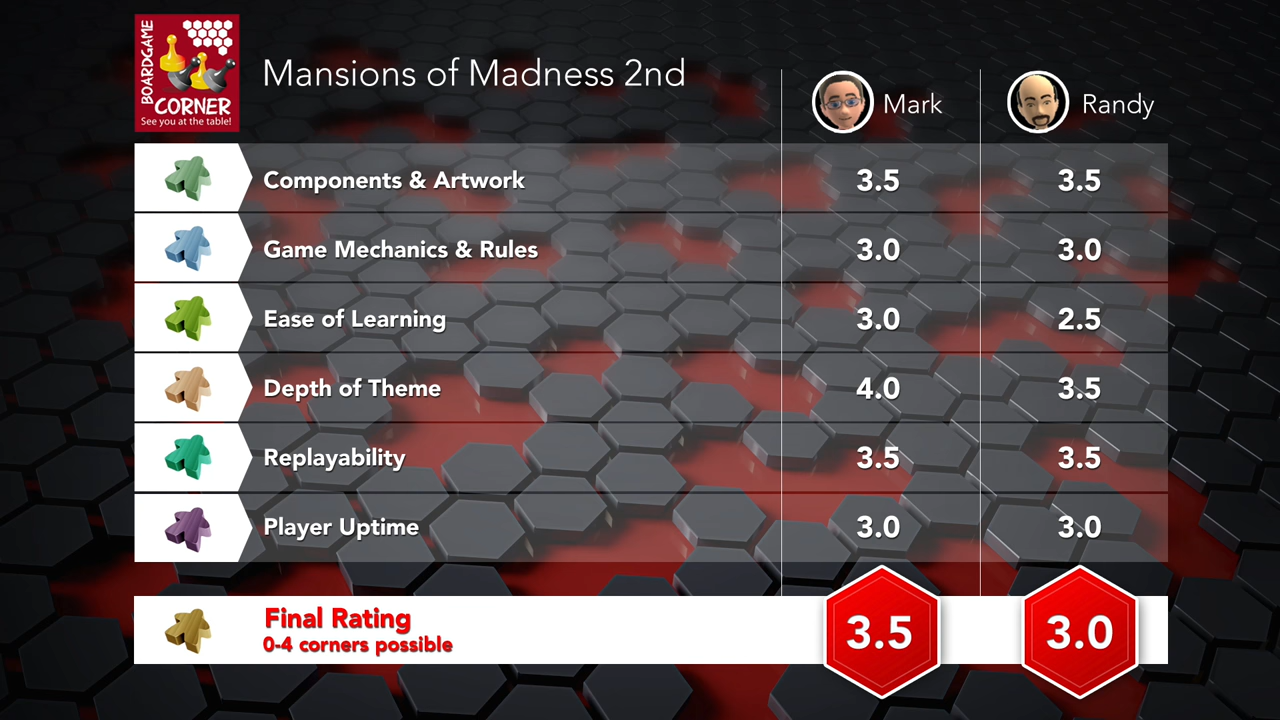 BOARDGAME
CORNER
See you at the table!
Mansions of Madness 2nd
Mark
Randy
Components & Artwork 3.5 3.5
Game Mechanics & Rules 3.0 3.0
Ease of Learning 3.0 2.5
Depth of Theme 4.0 3.5
Replayability 3.5 3.5
Player Uptime 3.0 3.0
Final Rating 3.5 3.0
0-4 corners possible